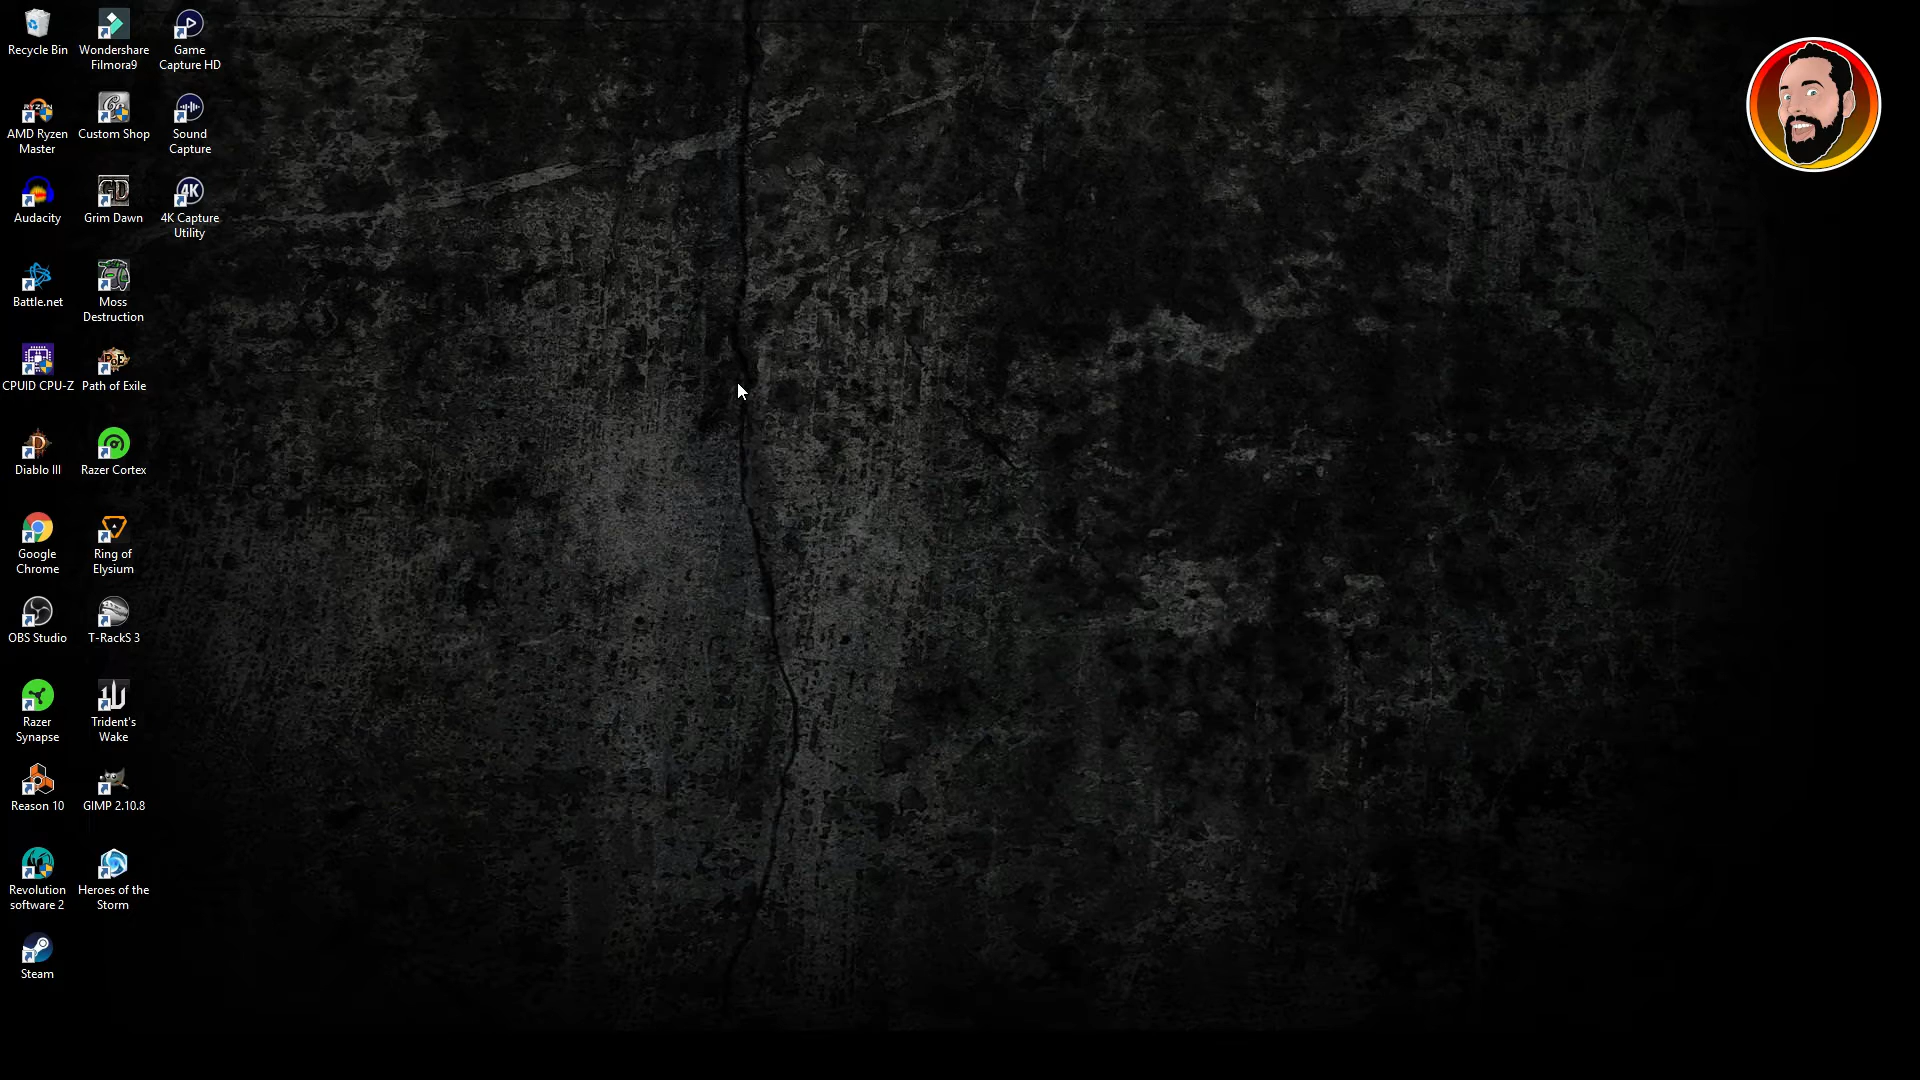 Recycle Bin
Wondershare
Filmora9
Game
Capture HD
AMD Ryzen
Master
Custom Shop
Sound
Capture
Audacity
Grim Dawn
4K Capture
Utility
Battle.net
Moss
Destruction
CPUID CPU-Z
Path of Exile
Diablo III
Razer Cortex
Google
Chrome
Ring of
Elysium
OBS Studio
T-RackS 3
Razer
Synapse
Trident's
Wake
Reason 10
GIMP 2.10.8
Revolution
software 2
Heroes of the
Storm
Steam